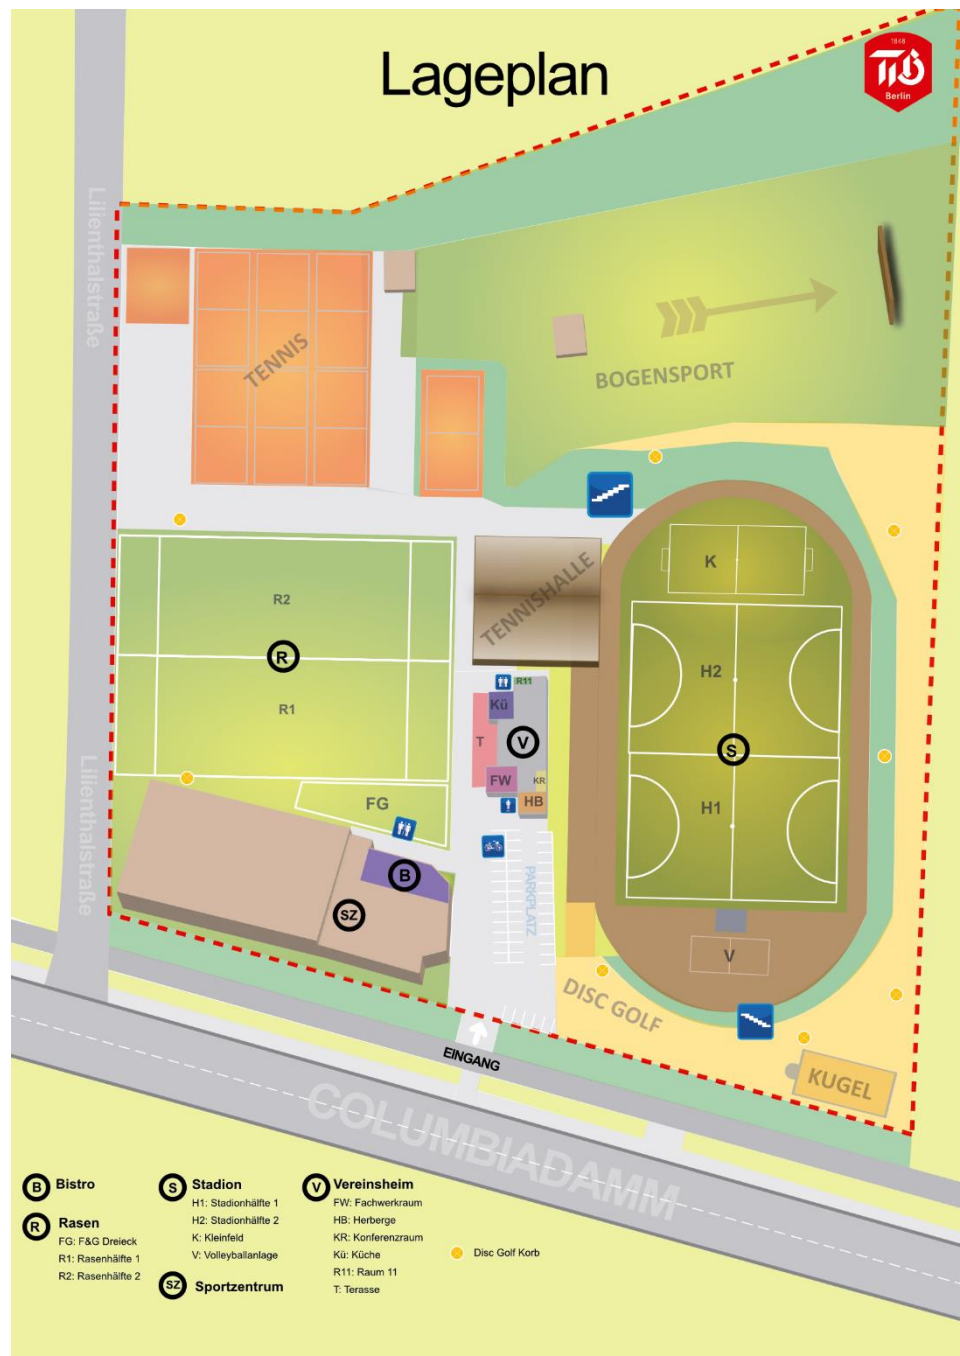 Lageplan
1848
TiB
Berlin
Lilienthalstraße
TENNIS
BOGENSPORT
K
TENNISHALLE
R2
R
R1
H2
R11
Kü
T
V
S
FW
KR
HB
H1
FG
B
SZ
PARKPLATZ
V
DISC GOLF
Lilienthalstraße
EINGANG
KUGEL
COLUMBIADAMM
B Bistro
R Rasen
FG: F&G Dreieck
R1: Rasenhälfte 1
R2: Rasenhälfte 2
S Stadion
H1: Stadionhälfte 1
H2: Stadionhälfte 2
K: Kleinfeld
V: Volleyballanlage
SZ Sportzentrum
V Vereinsheim
FW: Fachwerkraum
HB: Herberge
KR: Konferenzraum
Kü: Küche
R11: Raum 11
T: Terasse
Disc Golf Korb